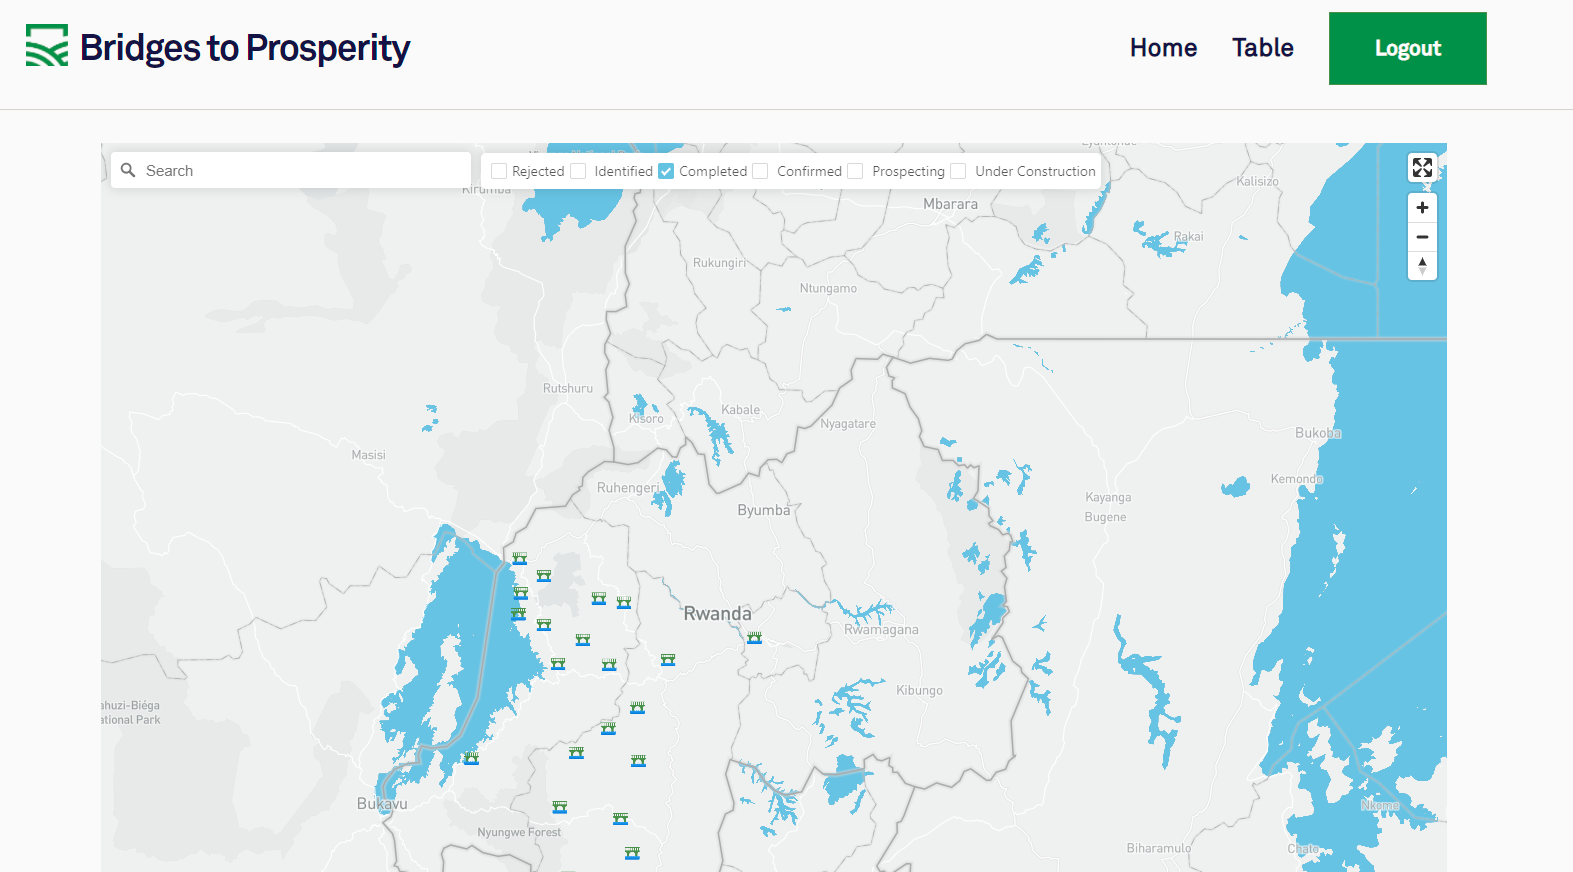 Bridges to Prosperity
Home Table Logout
Search
Rejected Identified Completed Confirmed Prospecting Under Construction
Kalisizo
Kirumba
Mbarara
Rakai
Rukungiri
Ntungamo
Rutshuru
Kisoro
Kabale
Nyagatare
Bukoba
Masisi
Ruhengeri
Kemondo
Kayanga
Byumba
Bugene
Rwanda
Rwamagana
Kibungo
ahuzi-Biéga
ational Park
Bukavu
Nkome
Nyungwe Forest
Biharamulo
Chato